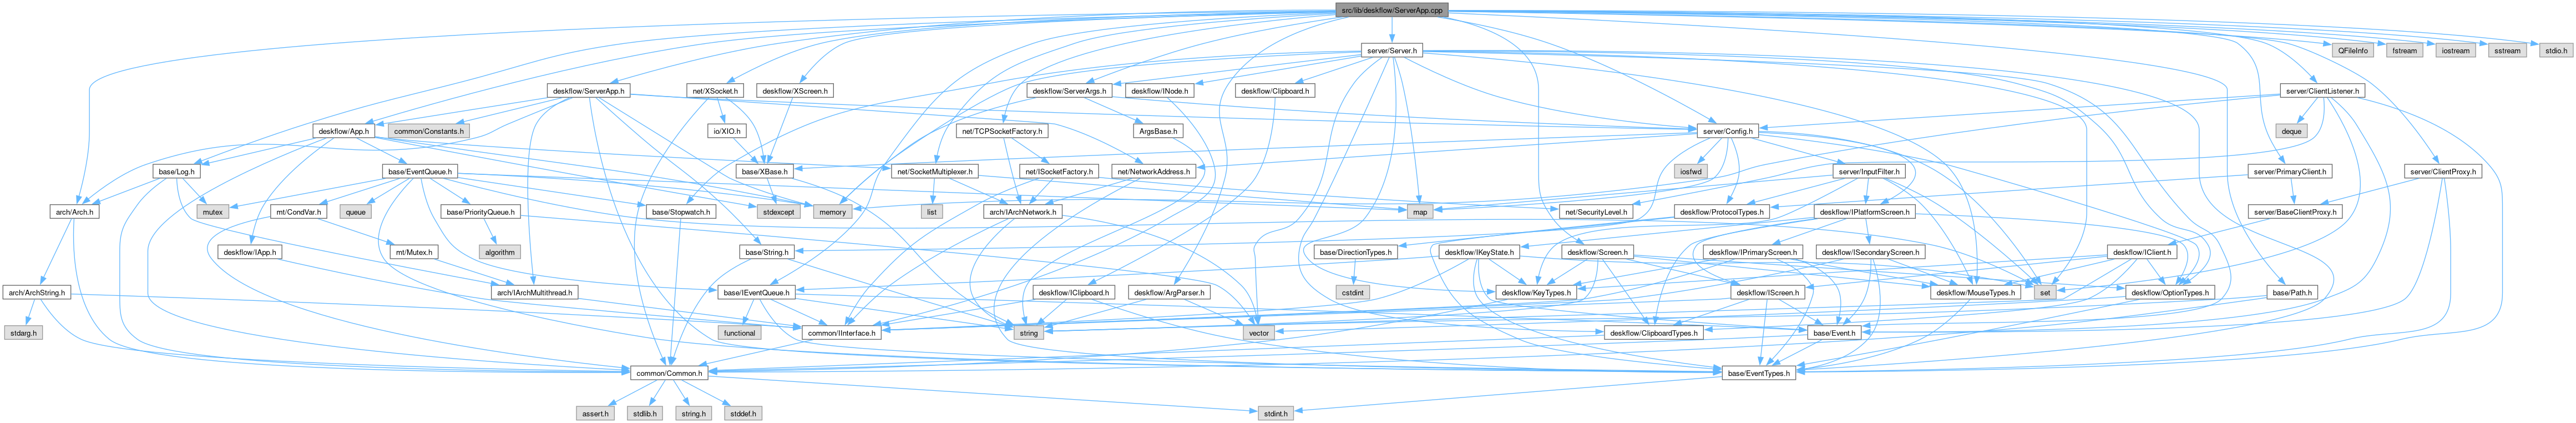 src/lib/deskflow/ServerApp.cpp
server/Server.h
QFileInfo
fstream
iostream
sstream
stdio.h
deskflow/ServerApp.h
net/XSocket.h
deskflow/XScreen.h
deskflow/ServerArgs.h
deskflow/INode.h
deskflow/Clipboard.h
server/ClientListener.h
deskflow/App.h
common/Constants.h
io/XIO.h
net/TCPSocketFactory.h
ArgsBase.h
server/Config.h
deque
base/Log.h
base/EventQueue.h
base/XBase.h
net/SocketMultiplexer.h
net/ISocketFactory.h
net/NetworkAddress.h
iosfwd
server/InputFilter.h
server/PrimaryClient.h
server/ClientProxy.h
arch/Arch.h
mutex
mt/CondVar.h
queue
base/PriorityQueue.h
base/Stopwatch.h
stdexcept
memory
list
arch/IArchNetwork.h
map
net/SecurityLevel.h
deskflow/ProtocolTypes.h
deskflow/IPlatformScreen.h
server/BaseClientProxy.h
deskflow/IApp.h
mt/Mutex.h
algorithm
base/String.h
base/DirectionTypes.h
deskflow/IKeyState.h
deskflow/IPrimaryScreen.h
deskflow/Screen.h
deskflow/ISecondaryScreen.h
deskflow/IClient.h
arch/ArchString.h
arch/IArchMultithread.h
base/IEventQueue.h
deskflow/IClipboard.h
deskflow/ArgParser.h
cstdint
deskflow/KeyTypes.h
deskflow/IScreen.h
deskflow/MouseTypes.h
set
deskflow/OptionTypes.h
base/Path.h
stdarg.h
functional
common/IInterface.h
string
vector
deskflow/ClipboardTypes.h
base/Event.h
common/Common.h
base/EventTypes.h
assert.h
stdlib.h
string.h
stddef.h
stdint.h